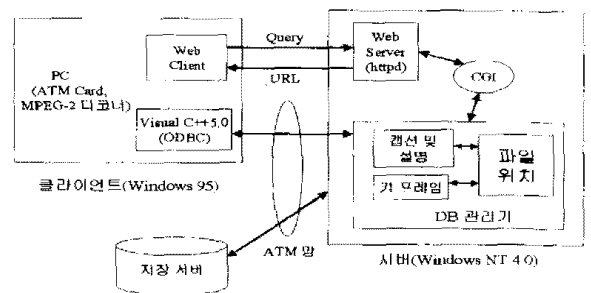 PC
(ATM Card,
MPEG-2 디코더)
Web
Client
Visual C++5.0
(ODBC)
클라이언트(Windows 95)
Query
URL
Web
Server
(httpd)
CGI
캡션 및
설명
키 프레임
파일
위치
DB 관리기
서버(Windows NT 4.0)
ATM 망
저장 서버